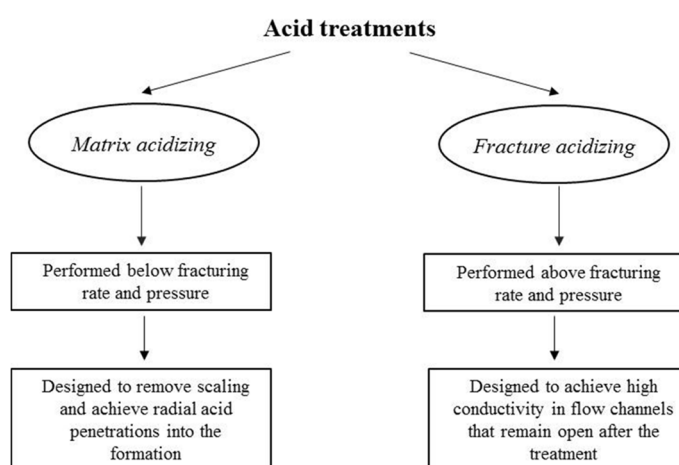 Acid treatments
Matrix acidizing
Fracture acidizing
Performed below fracturing
rate and pressure
Performed above fracturing
rate and pressure
Designed to remove scaling
and achieve radial acid
penetrations into the
formation
Designed to achieve high
conductivity in flow channels
that remain open after the
treatment